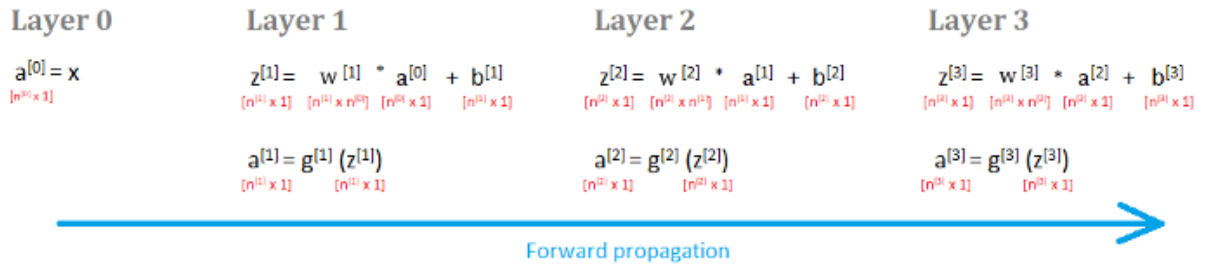 Layer 0 Layer 1 Layer 2 Layer 3
a[0] = x z[1] = w [1] * a[0] + b[1] z[2] = w [2] * a[1] + b[2] z[3] = w [3] * a[2] + b[3]
[n[0] x 1] [n[1] x 1] [n[1] x n[0]] [n[0] x 1] [n[1] x 1] [n[2] x 1] [n[2] x n[1]] [n[1] x 1] [n[2] x 1] [n[3] x 1] [n[3] x n[2]] [n[2] x 1] [n[3] x 1]
a[1] = g[1] (z[1]) a[2] = g[2] (z[2]) a[3] = g[3] (z[3])
[n[1] x 1] [n[1] x 1] [n[2] x 1] [n[2] x 1] [n[3] x 1] [n[3] x 1]
Forward propagation